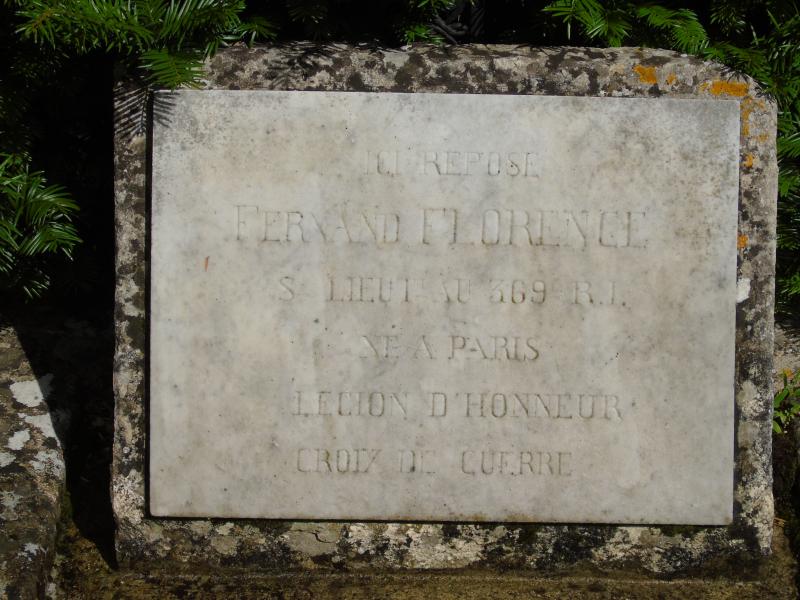 ICI REPOSE
FERNAND FLORENCE
S- LIEUT- AU 369- R.I.
NE A PARIS
LEGION D'HONNEUR
CROIX DE GUERRE